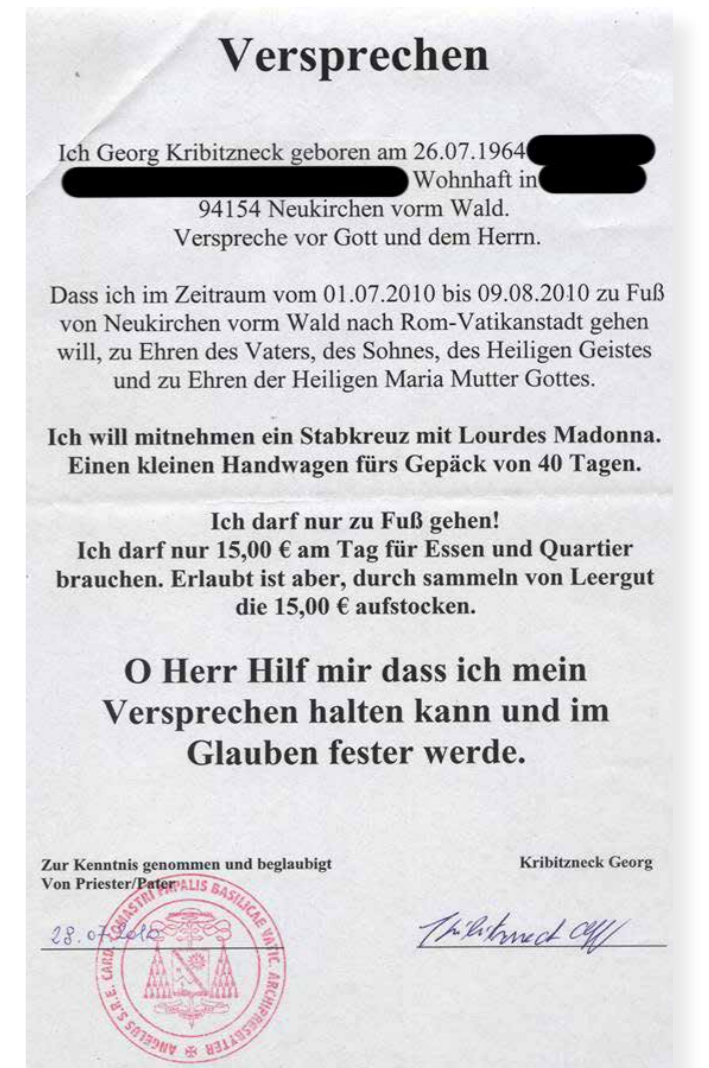 Versprechen
Ich Georg Kribitzneck geboren am 26.07.1964
Wohnhaft in
94154 Neukirchen vorm Wald.
Verspreche vor Gott und dem Herrn.
Dass ich im Zeitraum vom 01.07.2010 bis 09.08.2010 zu Fuß
von Neukirchen vorm Wald nach Rom-Vatikanstadt gehen
will, zu Ehren des Vaters, des Sohnes, des Heiligen Geistes
und zu Ehren der Heiligen Maria Mutter Gottes.
Ich will mitnehmen ein Stabkreuz mit Lourdes Madonna.
Einen kleinen Handwagen fürs Gepäck von 40 Tagen.
Ich darf nur zu Fuß gehen!
Ich darf nur 15,00 € am Tag für Essen und Quartier
brauchen. Erlaubt ist aber, durch sammeln von Leergut
die 15,00 € aufstocken.
O Herr Hilf mir dass ich mein
Versprechen halten kann und im
Glauben fester werde.
Zur Kenntnis genommen und beglaubigt
Von Priester/Pater
Kribitzneck Georg
28.07.2010
ANGELUS S.R.E. CARD. COMASTRI PAPALIS BASILICAE VATIC. ARCHIPRESBYTER